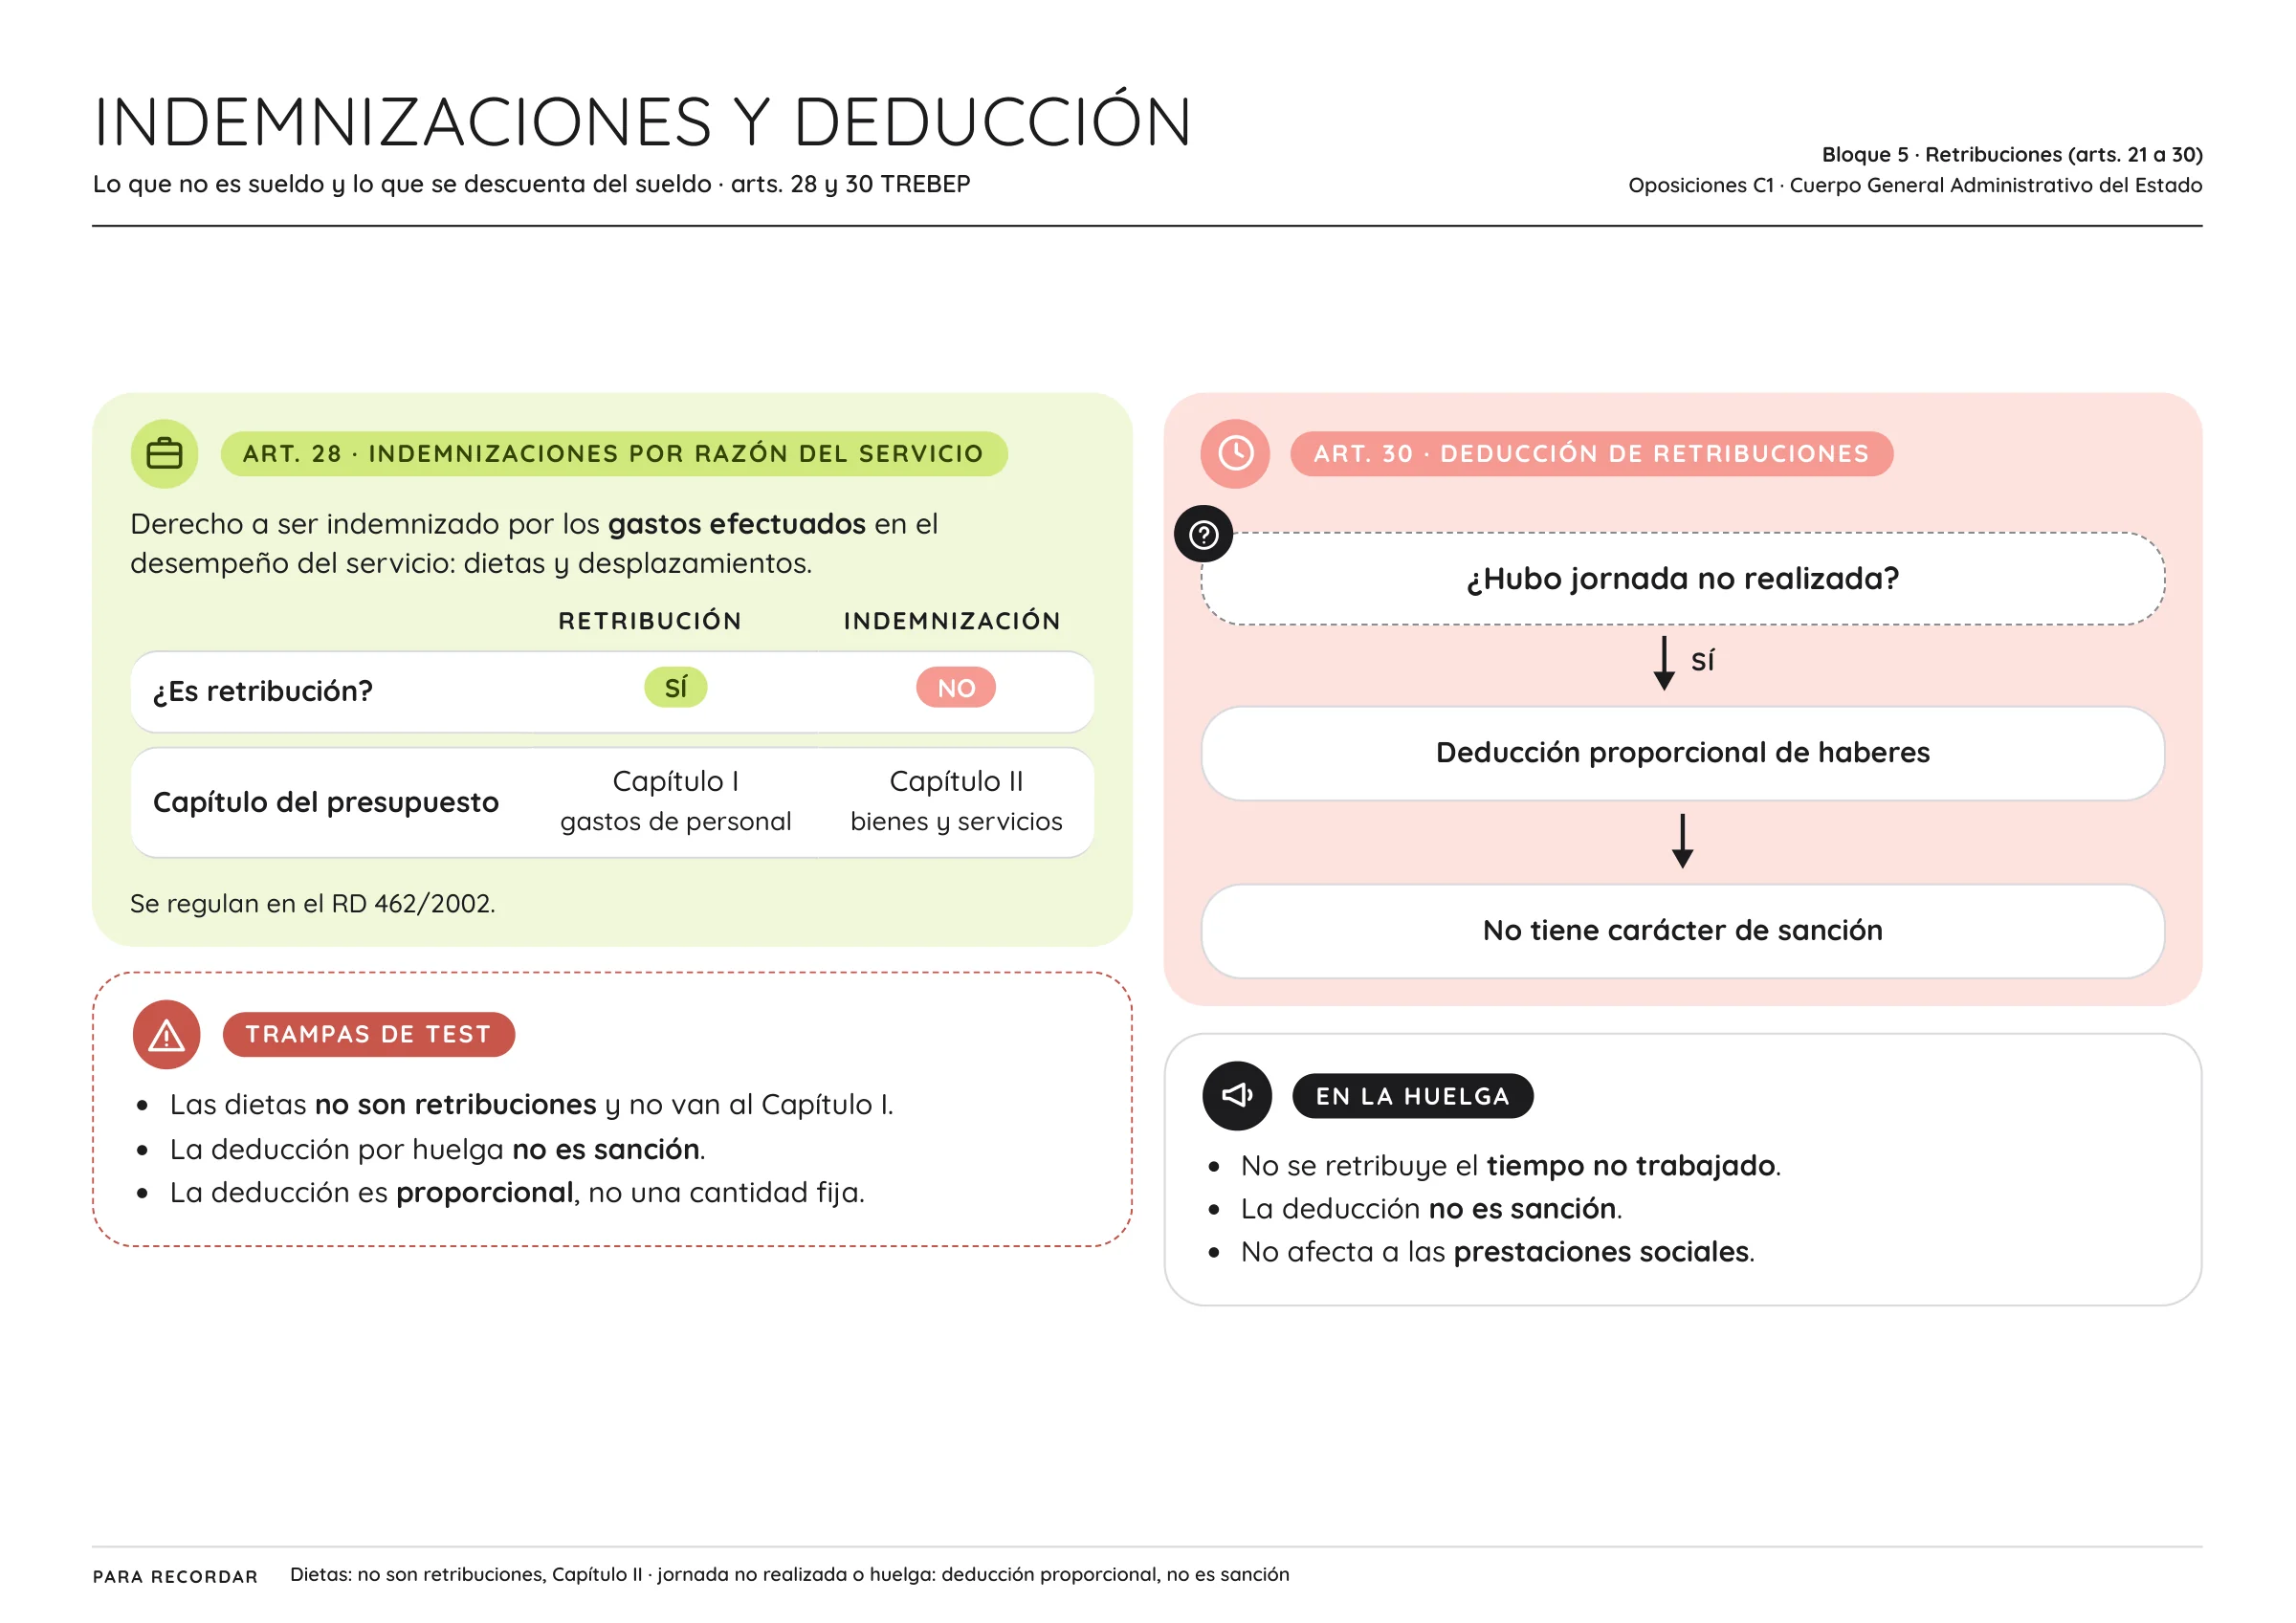 INDEMNIZACIONES Y DEDUCCIÓN
Lo que no es sueldo y lo que se descuenta del sueldo · arts. 28 y 30 TREBEP
Bloque 5 · Retribuciones (arts. 21 a 30)
Oposiciones C1 · Cuerpo General Administrativo del Estado
ART. 28 · INDEMNIZACIONES POR RAZÓN DEL SERVICIO
Derecho a ser indemnizado por los gastos efectuados en el
desempeño del servicio: dietas y desplazamientos.
RETRIBUCIÓN INDEMNIZACIÓN
¿Es retribución? SÍ NO
Capítulo del presupuesto
Capítulo I
gastos de personal
Capítulo II
bienes y servicios
Se regulan en el RD 462/2002.
TRAMPAS DE TEST
• Las dietas no son retribuciones y no van al Capítulo I.
• La deducción por huelga no es sanción.
• La deducción es proporcional, no una cantidad fija.
ART. 30 · DEDUCCIÓN DE RETRIBUCIONES
?
¿Hubo jornada no realizada?
SÍ
Deducción proporcional de haberes
No tiene carácter de sanción
EN LA HUELGA
• No se retribuye el tiempo no trabajado.
• La deducción no es sanción.
• No afecta a las prestaciones sociales.
PARA RECORDAR Dietas: no son retribuciones, Capítulo II · jornada no realizada o huelga: deducción proporcional, no es sanción